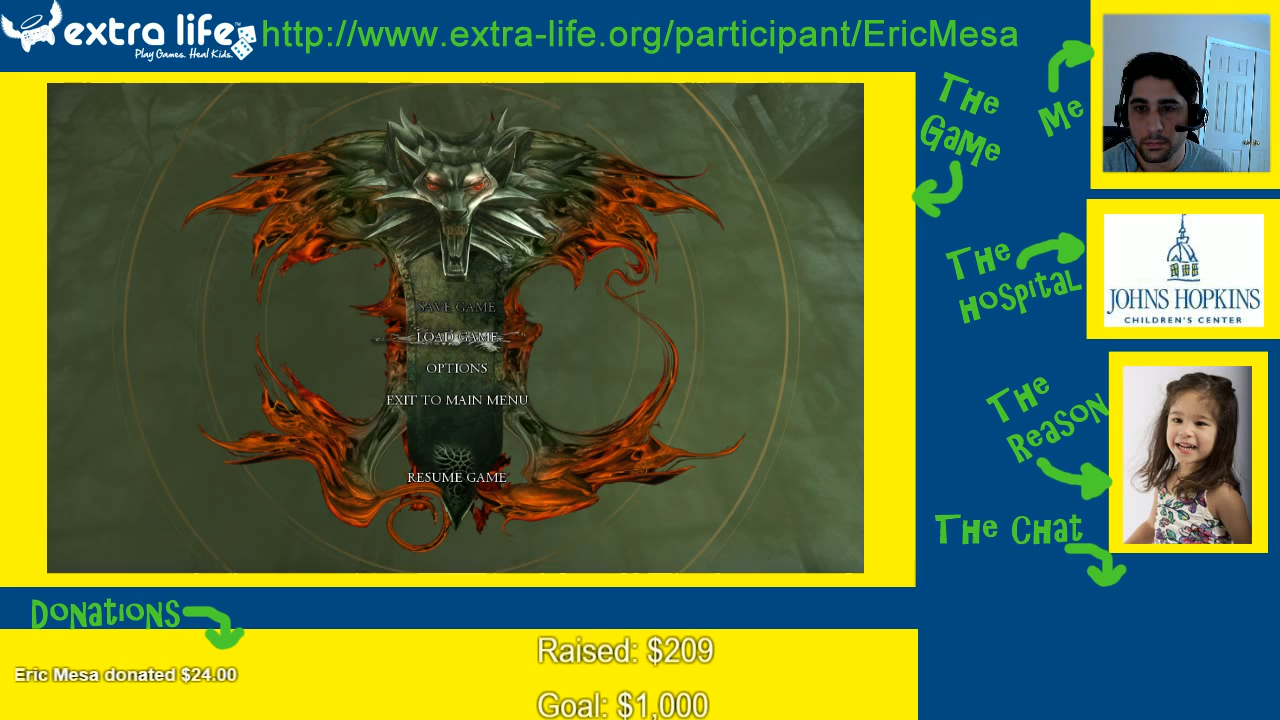 extra life
Play Games. Heal Kids.
http://www.extra-life.org/participant/EricMesa
The
Game
Me
SAVE GAME
LOAD GAME
OPTIONS
EXIT TO MAIN MENU
RESUME GAME
The
Hospital
JOHNS HOPKINS
CHILDREN'S CENTER
The
Reason
The Chat
Donations
Eric Mesa donated $24.00
Raised: $209
Goal: $1,000